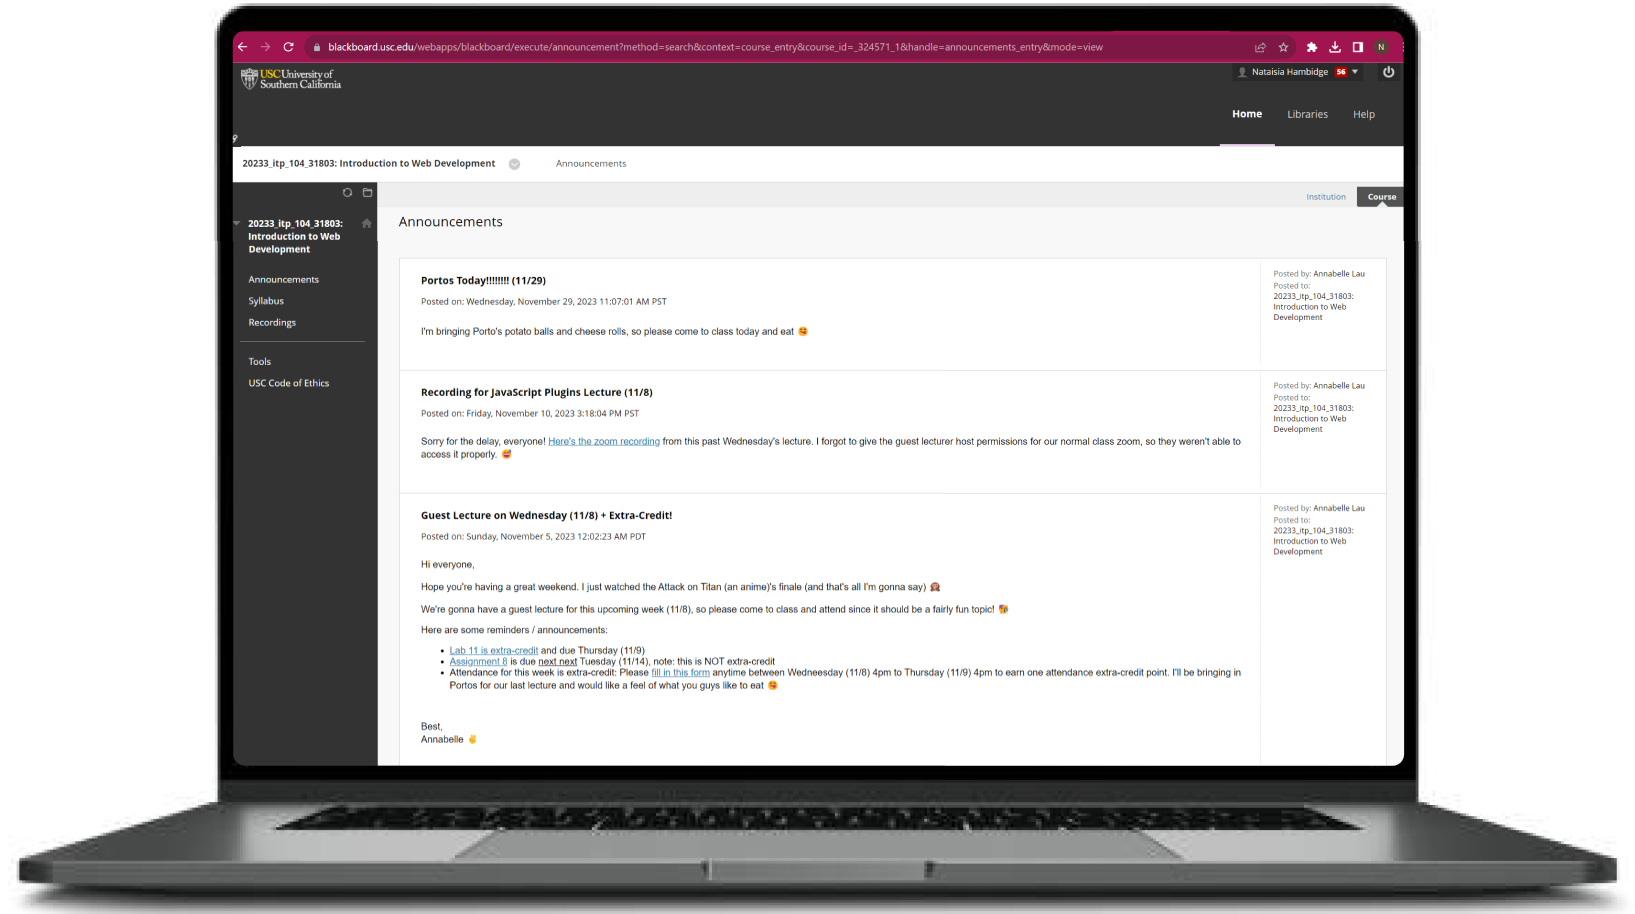 blackboard.usc.edu/webapps/blackboard/execute/announcement?method=search&context=course_entry&course_id=_324571_1&handle=announcements_entry&mode=view
N
USC University of
Southern California
Nataisia Hambidge 56
Home Libraries Help
20233_itp_104_31803: Introduction to Web Development Announcements
Institution Course
20233_itp_104_31803:
Introduction to Web
Development
Announcements
Syllabus
Recordings
Tools
USC Code of Ethics
Announcements
Portos Today!!!!!!!! (11/29)
Posted on: Wednesday, November 29, 2023 11:07:01 AM PST
I'm bringing Porto's potato balls and cheese rolls, so please come to class today and eat 🥰
Posted by: Annabelle Lau
Posted to:
20233_itp_104_31803:
Introduction to Web
Development
Recording for JavaScript Plugins Lecture (11/8)
Posted on: Friday, November 10, 2023 3:18:04 PM PST
Sorry for the delay, everyone! Here's the zoom recording from this past Wednesday's lecture. I forgot to give the guest lecturer host permissions for our normal class zoom, so they weren't able to
access it properly. 😅
Posted by: Annabelle Lau
Posted to:
20233_itp_104_31803:
Introduction to Web
Development
Guest Lecture on Wednesday (11/8) + Extra-Credit!
Posted on: Sunday, November 5, 2023 12:02:23 AM PDT
Hi everyone,
Hope you're having a great weekend. I just watched the Attack on Titan (an anime)'s finale (and that's all I'm gonna say) 🙊
We're gonna have a guest lecture for this upcoming week (11/8), so please come to class and attend since it should be a fairly fun topic! 🎨
Here are some reminders / announcements:
• Lab 11 is extra-credit and due Thursday (11/9)
• Assignment 8 is due next next Tuesday (11/14), note: this is NOT extra-credit
• Attendance for this week is extra-credit: Please fill in this form anytime between Wedneesday (11/8) 4pm to Thursday (11/9) 4pm to earn one attendance extra-credit point. I'll be bringing in
Portos for our last lecture and would like a feel of what you guys like to eat 🥰
Best,
Annabelle ✌️
Posted by: Annabelle Lau
Posted to:
20233_itp_104_31803:
Introduction to Web
Development